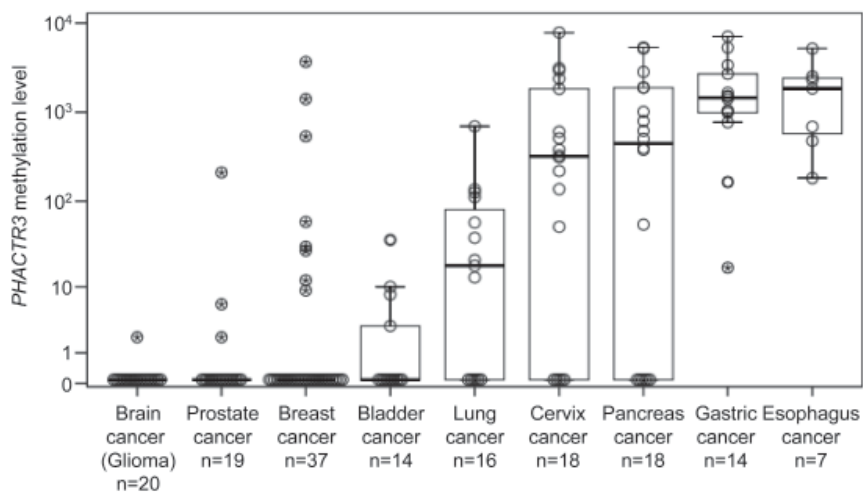 PHACTR3 methylation level
10⁴
10³
10²
10
1
0
Brain cancer (Glioma) n=20
Prostate cancer n=19
Breast cancer n=37
Bladder cancer n=14
Lung cancer n=16
Cervix cancer n=18
Pancreas cancer n=18
Gastric cancer n=14
Esophagus cancer n=7